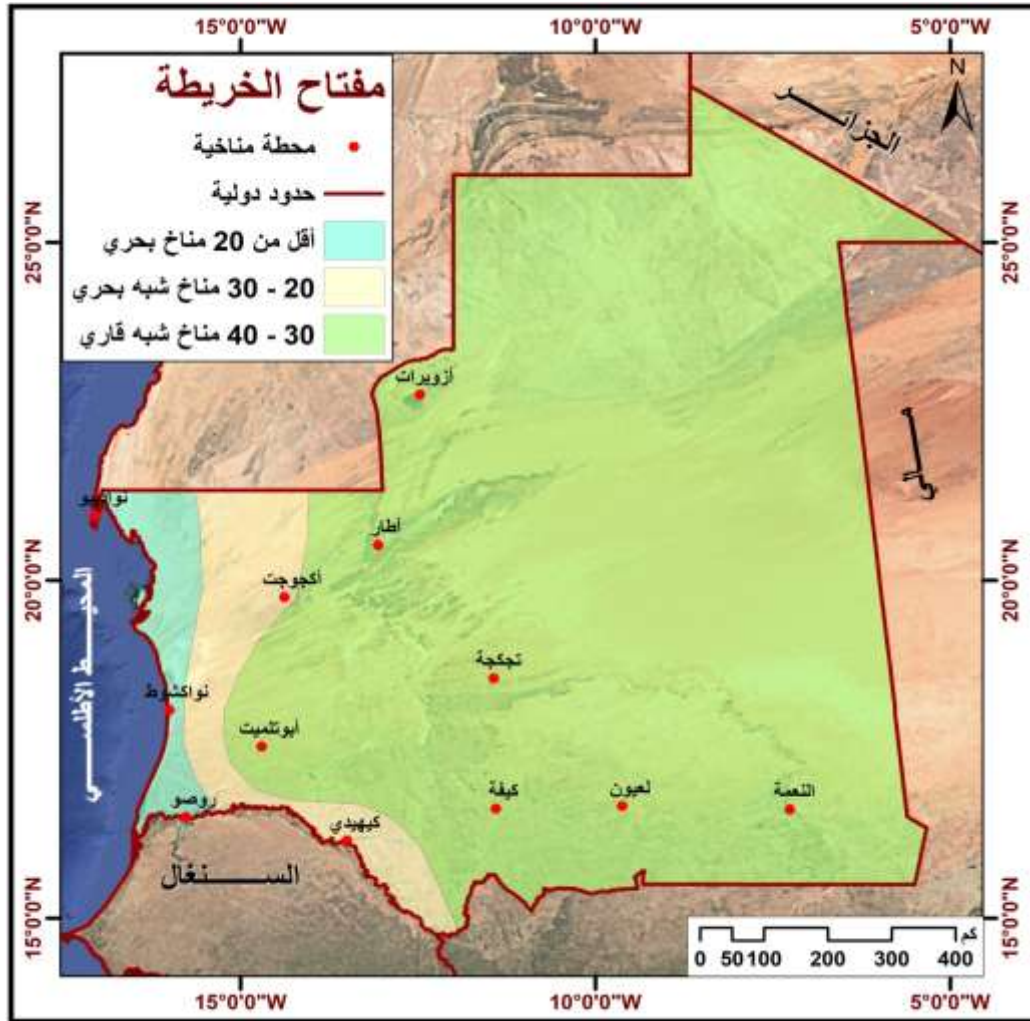 15°0'0"W 10°0'0"W 5°0'0"W
مفتاح الخريطة
محطة مناخية
حدود دولية
أقل من 20 مناخ بحري
20 - 30 مناخ شبه بحري
30 - 40 مناخ شبه قاري
N
الجزائر
مالي
25°0'0"N
25°0'0"N
أزويرات
نواذيبو
أطار
أكجوجت
20°0'0"N
20°0'0"N
المحيط الأطلسي
تجكجة
نواكشوط
أبوتلميت
روصو
كيهيدي
كيفة
لعيون
النعمة
السنغال
15°0'0"N
15°0'0"N
كم
0 50 100 200 300 400
15°0'0"W 10°0'0"W 5°0'0"W